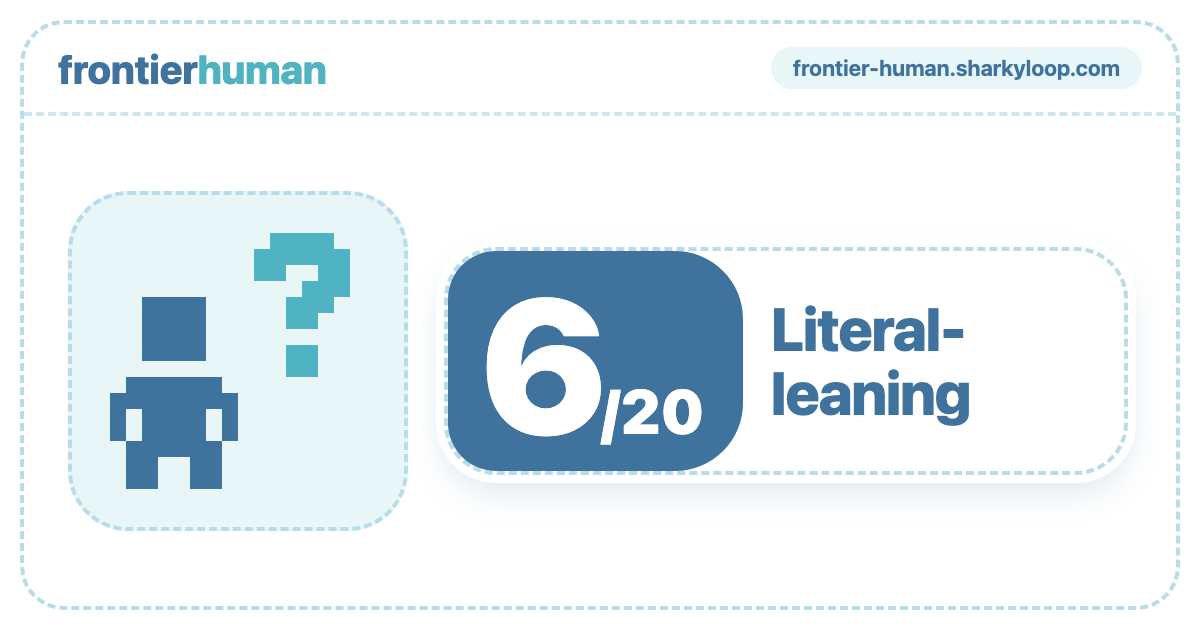 frontierhuman
frontier-human.sharkyloop.com
?
6/20
Literal-
leaning